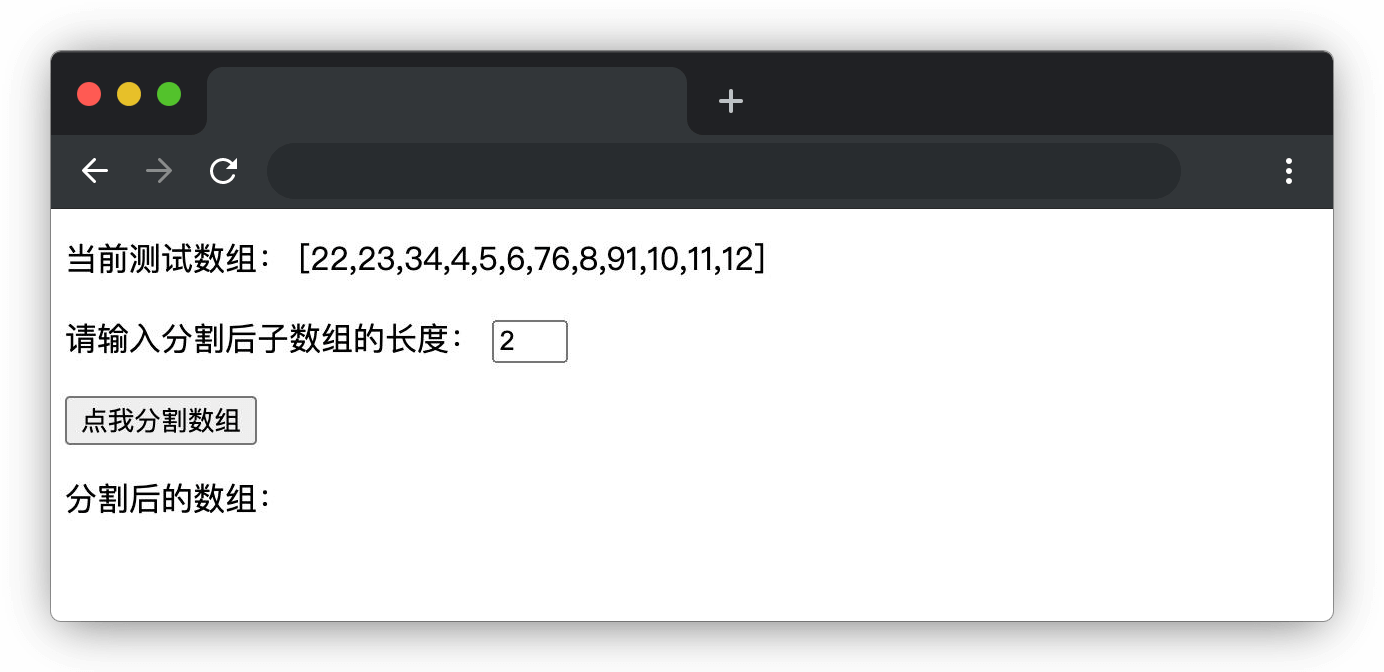 当前测试数组： [22,23,34,4,5,6,76,8,91,10,11,12]
请输入分割后子数组的长度： 2
点我分割数组
分割后的数组：